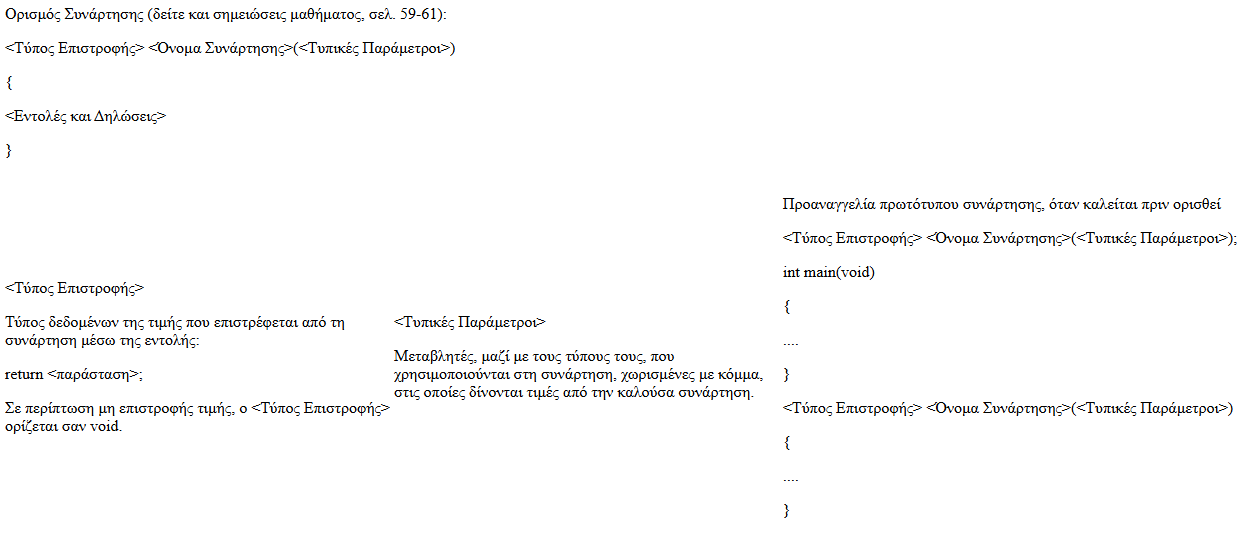 Ορισμός Συνάρτησης (δείτε και σημειώσεις μαθήματος, σελ. 59-61):
<Τύπος Επιστροφής> <Όνομα Συνάρτησης>(<Τυπικές Παράμετροι>)
{
<Εντολές και Δηλώσεις>
}
<Τύπος Επιστροφής>
Τύπος δεδομένων της τιμής που επιστρέφεται από τη
συνάρτηση μέσω της εντολής:
return <παράσταση>;
Σε περίπτωση μη επιστροφής τιμής, ο <Τύπος Επιστροφής>
ορίζεται σαν void.
<Τυπικές Παράμετροι>
Μεταβλητές, μαζί με τους τύπους τους, που
χρησιμοποιούνται στη συνάρτηση, χωρισμένες με κόμμα,
στις οποίες δίνονται τιμές από την καλούσα συνάρτηση.
Προαναγγελία πρωτότυπου συνάρτησης, όταν καλείται πριν ορισθεί
<Τύπος Επιστροφής> <Όνομα Συνάρτησης>(<Τυπικές Παράμετροι>);
int main(void)
{
....
}
<Τύπος Επιστροφής> <Όνομα Συνάρτησης>(<Τυπικές Παράμετροι>)
{
....
}